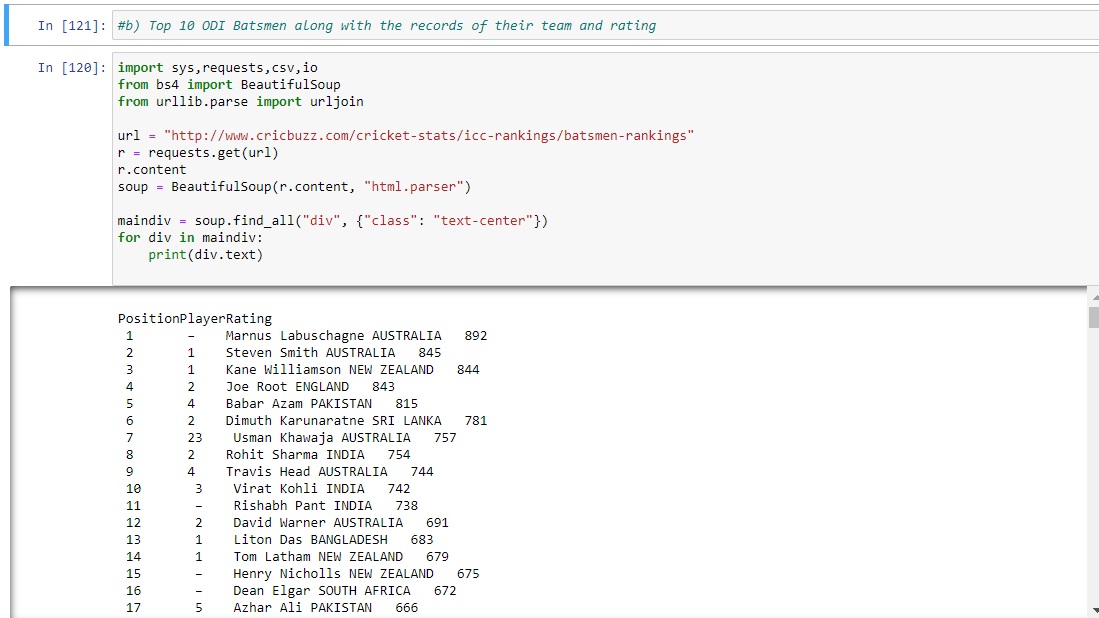 In [121]: #b) Top 10 ODI Batsmen along with the records of their team and rating
In [120]: import sys,requests,csv,io
from bs4 import BeautifulSoup
from urllib.parse import urljoin
url = "http://www.cricbuzz.com/cricket-stats/icc-rankings/batsmen-rankings"
r = requests.get(url)
r.content
soup = BeautifulSoup(r.content, "html.parser")
maindiv = soup.find_all("div", {"class": "text-center"})
for div in maindiv:
    print(div.text)
PositionPlayerRating
1 – Marnus Labuschagne AUSTRALIA 892
2 1 Steven Smith AUSTRALIA 845
3 1 Kane Williamson NEW ZEALAND 844
4 2 Joe Root ENGLAND 843
5 4 Babar Azam PAKISTAN 815
6 2 Dimuth Karunaratne SRI LANKA 781
7 23 Usman Khawaja AUSTRALIA 757
8 2 Rohit Sharma INDIA 754
9 4 Travis Head AUSTRALIA 744
10 3 Virat Kohli INDIA 742
11 – Rishabh Pant INDIA 738
12 2 David Warner AUSTRALIA 691
13 1 Liton Das BANGLADESH 683
14 1 Tom Latham NEW ZEALAND 679
15 – Henry Nicholls NEW ZEALAND 675
16 – Dean Elgar SOUTH AFRICA 672
17 5 Azhar Ali PAKISTAN 666